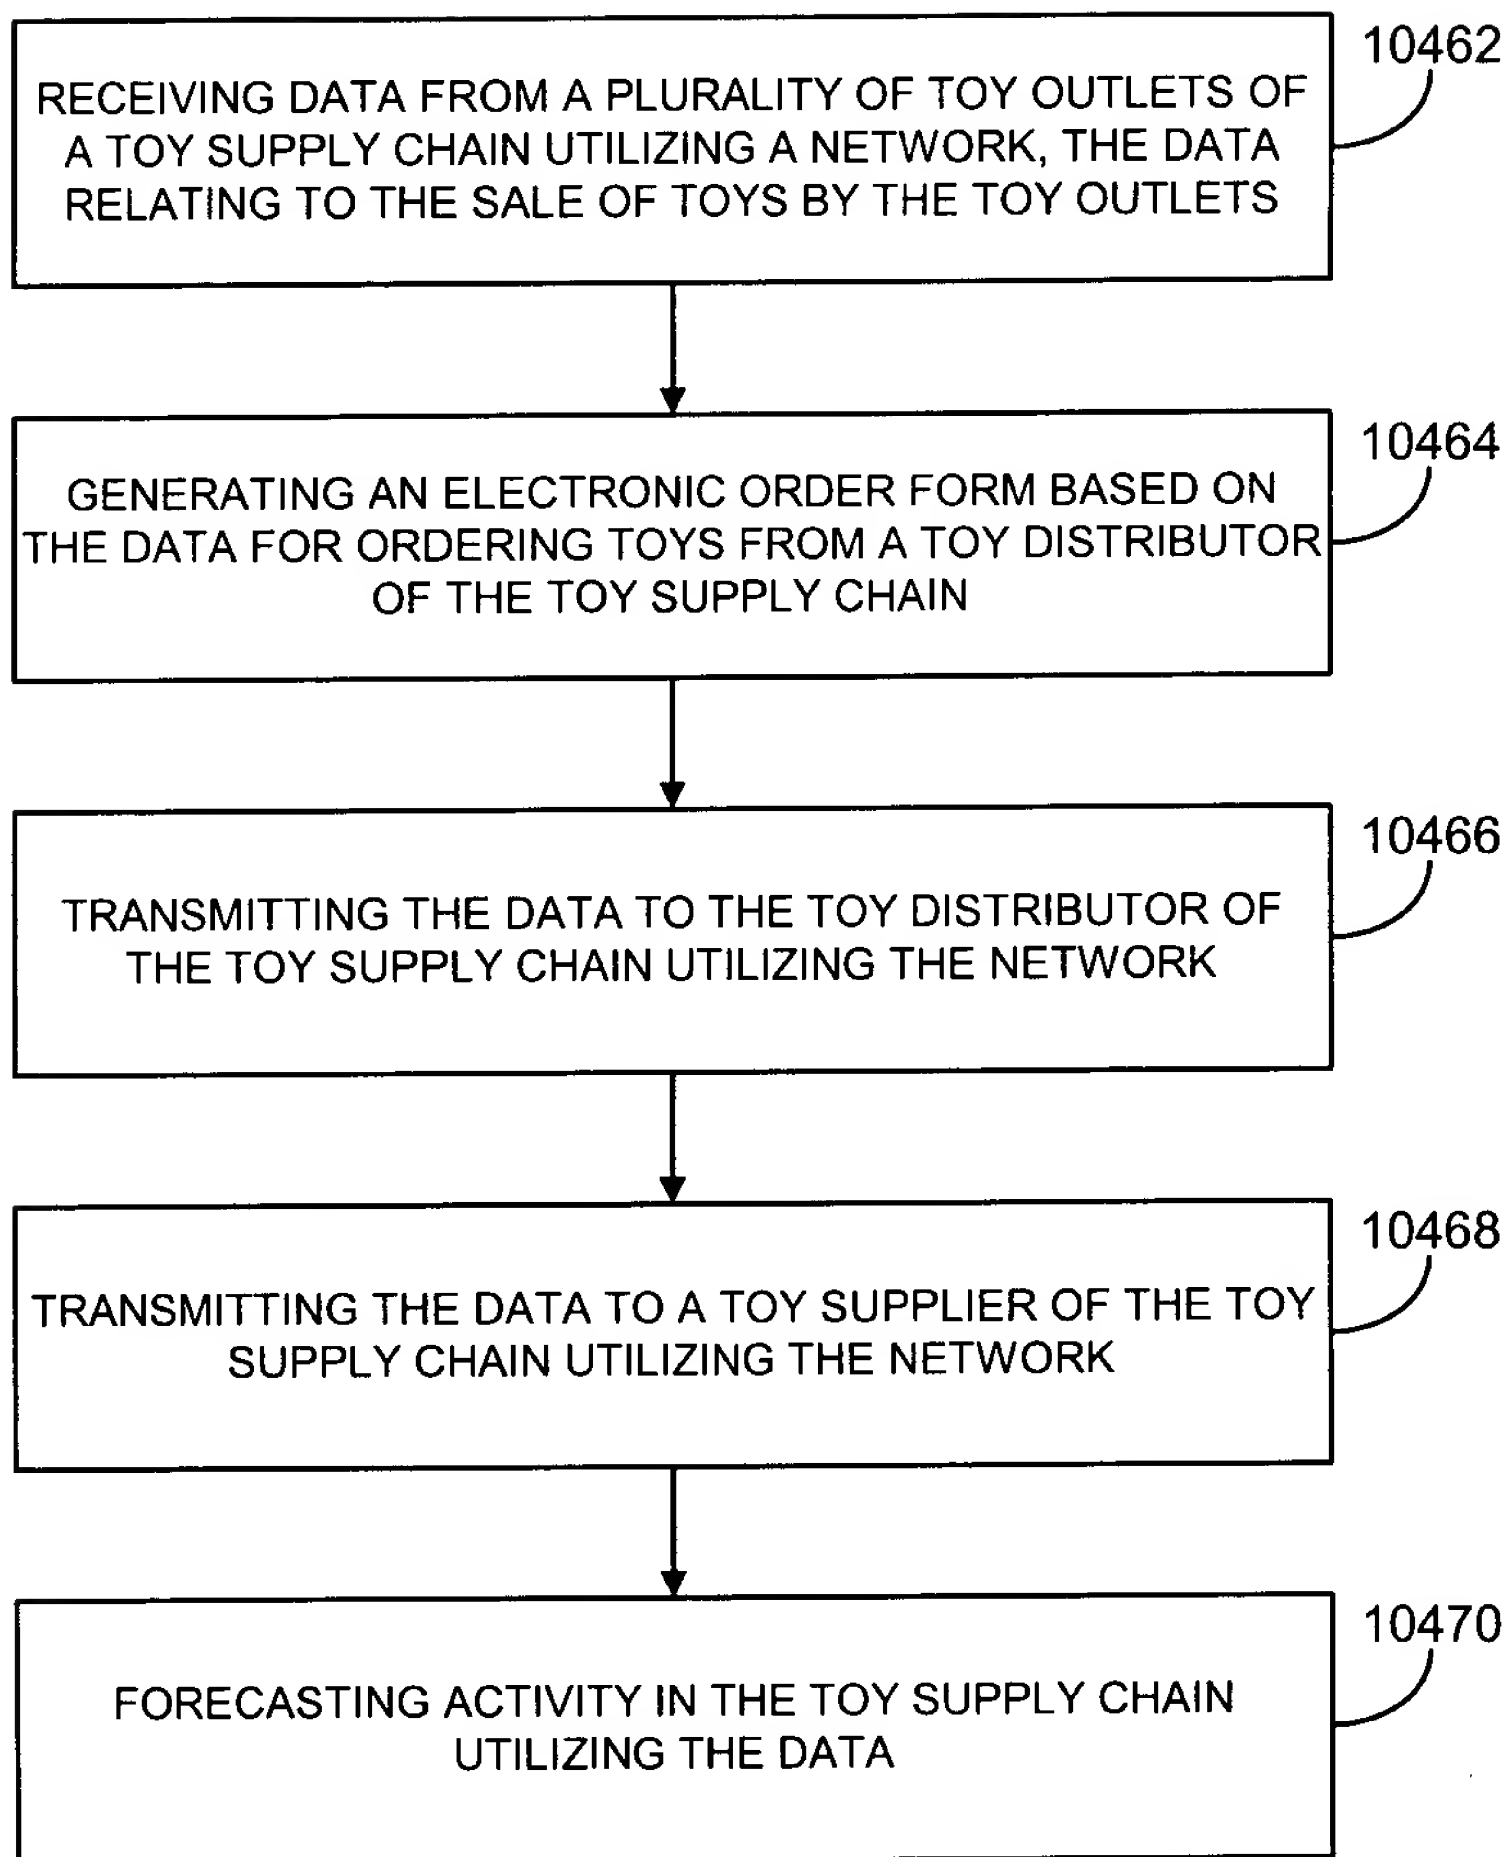 10462
RECEIVING DATA FROM A PLURALITY OF TOY OUTLETS OF
A TOY SUPPLY CHAIN UTILIZING A NETWORK, THE DATA
RELATING TO THE SALE OF TOYS BY THE TOY OUTLETS
10464
GENERATING AN ELECTRONIC ORDER FORM BASED ON
THE DATA FOR ORDERING TOYS FROM A TOY DISTRIBUTOR
OF THE TOY SUPPLY CHAIN
10466
TRANSMITTING THE DATA TO THE TOY DISTRIBUTOR OF
THE TOY SUPPLY CHAIN UTILIZING THE NETWORK
10468
TRANSMITTING THE DATA TO A TOY SUPPLIER OF THE TOY
SUPPLY CHAIN UTILIZING THE NETWORK
10470
FORECASTING ACTIVITY IN THE TOY SUPPLY CHAIN
UTILIZING THE DATA